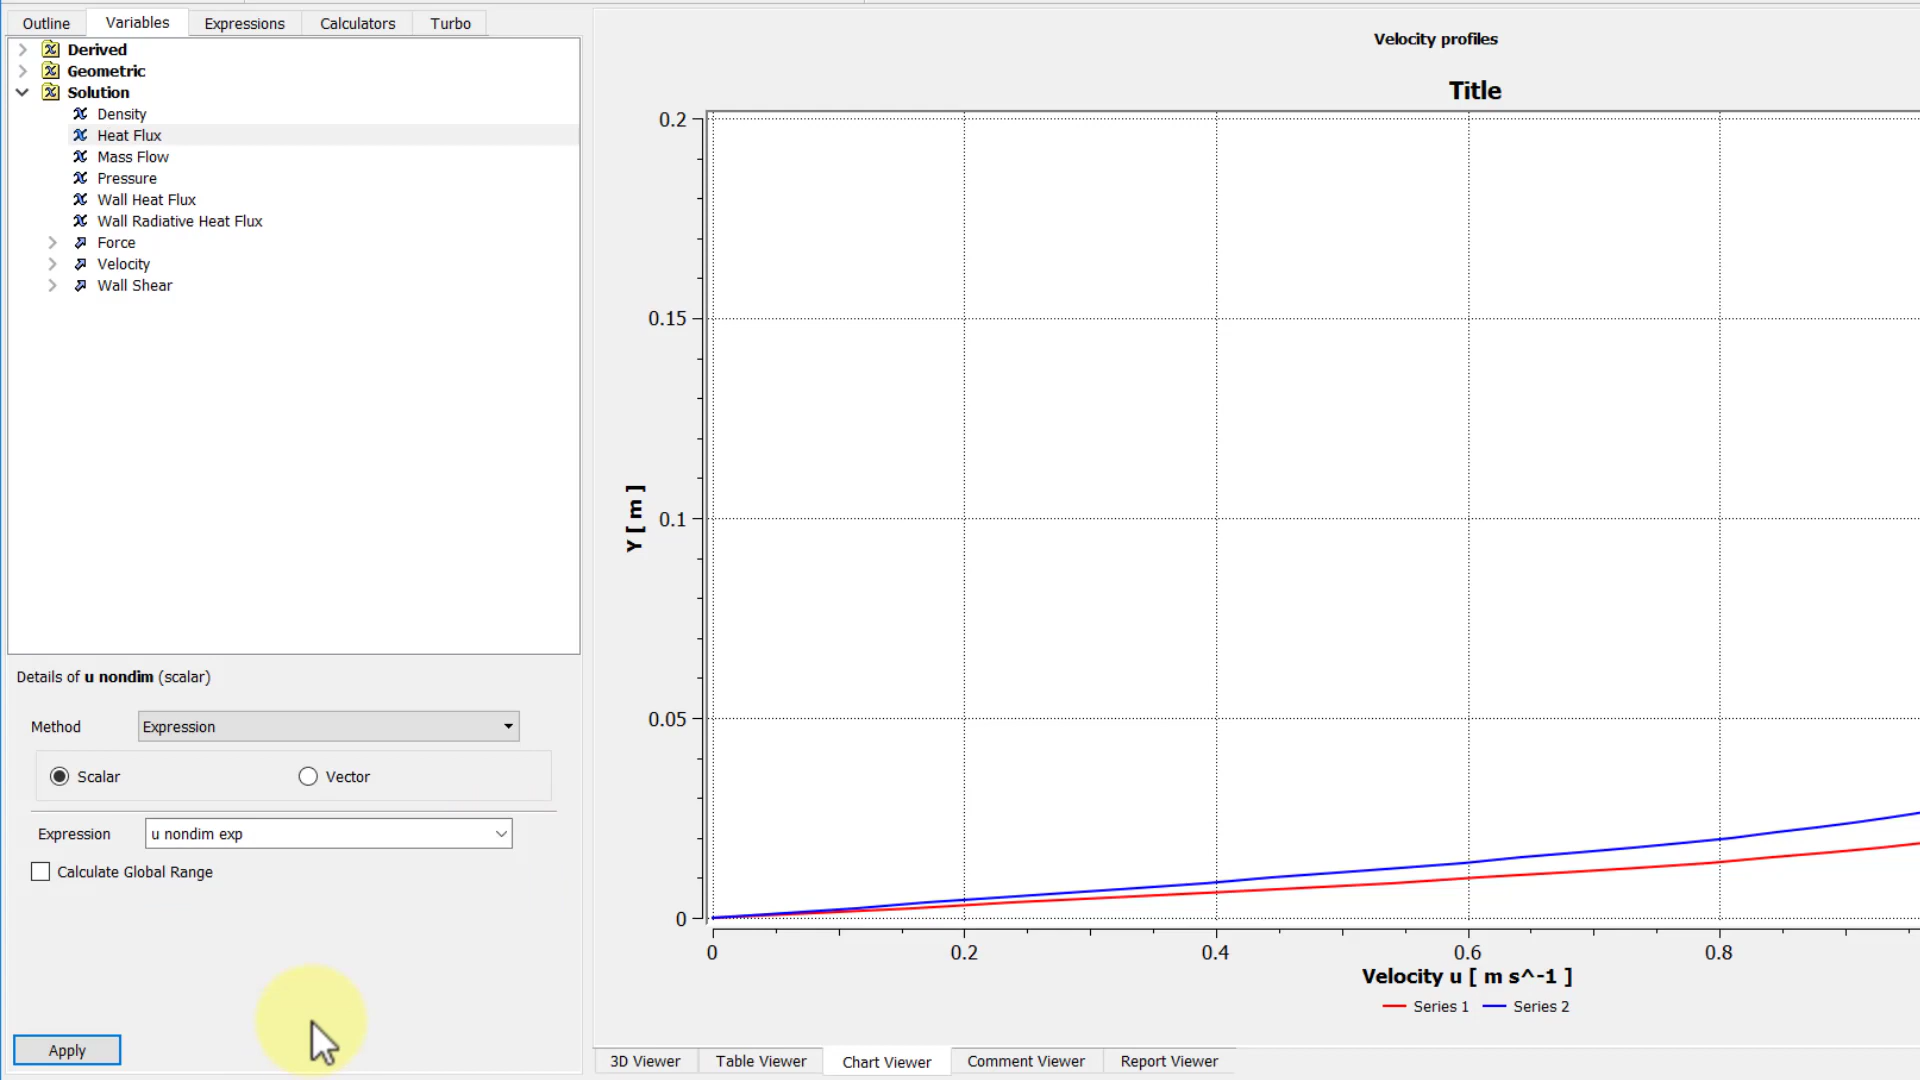 Outline
Variables
Expressions
Calculators
Turbo
Derived
Geometric
Solution
Density
Heat Flux
Mass Flow
Pressure
Wall Heat Flux
Wall Radiative Heat Flux
Force
Velocity
Wall Shear
Details of u nondim (scalar)
Method
Expression
Scalar
Vector
Expression
u nondim exp
Calculate Global Range
Apply
Velocity profiles
Title
0.2
0.15
0.1
0.05
0
Y [ m ]
0
0.2
0.4
0.6
0.8
Velocity u [ m s^-1 ]
Series 1
Series 2
3D Viewer
Table Viewer
Chart Viewer
Comment Viewer
Report Viewer